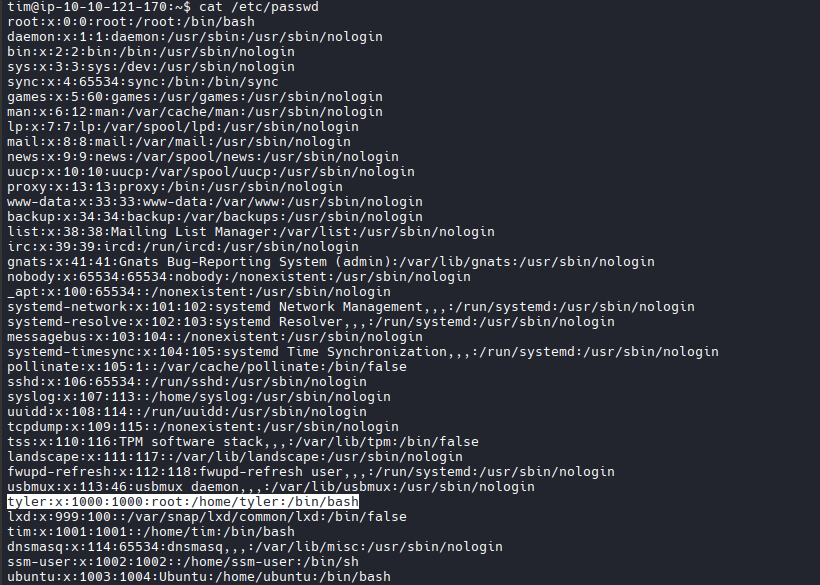 tim@ip-10-10-121-170:~$ cat /etc/passwd
root:x:0:0:root:/root:/bin/bash
daemon:x:1:1:daemon:/usr/sbin:/usr/sbin/nologin
bin:x:2:2:bin:/bin:/usr/sbin/nologin
sys:x:3:3:sys:/dev:/usr/sbin/nologin
sync:x:4:65534:sync:/bin:/bin/sync
games:x:5:60:games:/usr/games:/usr/sbin/nologin
man:x:6:12:man:/var/cache/man:/usr/sbin/nologin
lp:x:7:7:lp:/var/spool/lpd:/usr/sbin/nologin
mail:x:8:8:mail:/var/mail:/usr/sbin/nologin
news:x:9:9:news:/var/spool/news:/usr/sbin/nologin
uucp:x:10:10:uucp:/var/spool/uucp:/usr/sbin/nologin
proxy:x:13:13:proxy:/bin:/usr/sbin/nologin
www-data:x:33:33:www-data:/var/www:/usr/sbin/nologin
backup:x:34:34:backup:/var/backups:/usr/sbin/nologin
list:x:38:38:Mailing List Manager:/var/list:/usr/sbin/nologin
irc:x:39:39:ircd:/run/ircd:/usr/sbin/nologin
gnats:x:41:41:Gnats Bug-Reporting System (admin):/var/lib/gnats:/usr/sbin/nologin
nobody:x:65534:65534:nobody:/nonexistent:/usr/sbin/nologin
_apt:x:100:65534::/nonexistent:/usr/sbin/nologin
systemd-network:x:101:102:systemd Network Management,,,:/run/systemd:/usr/sbin/nologin
systemd-resolve:x:102:103:systemd Resolver,,,:/run/systemd:/usr/sbin/nologin
messagebus:x:103:104::/nonexistent:/usr/sbin/nologin
systemd-timesync:x:104:105:systemd Time Synchronization,,,:/run/systemd:/usr/sbin/nologin
pollinate:x:105:1::/var/cache/pollinate:/bin/false
sshd:x:106:65534::/run/sshd:/usr/sbin/nologin
syslog:x:107:113::/home/syslog:/usr/sbin/nologin
uuidd:x:108:114::/run/uuidd:/usr/sbin/nologin
tcpdump:x:109:115::/nonexistent:/usr/sbin/nologin
tss:x:110:116:TPM software stack,,,:/var/lib/tpm:/bin/false
landscape:x:111:117::/var/lib/landscape:/usr/sbin/nologin
fwupd-refresh:x:112:118:fwupd-refresh user,,,:/run/systemd:/usr/sbin/nologin
usbmux:x:113:46:usbmux daemon,,,:/var/lib/usbmux:/usr/sbin/nologin
tyler:x:1000:1000:root:/home/tyler:/bin/bash
lxd:x:999:100::/var/snap/lxd/common/lxd:/bin/false
tim:x:1001:1001::/home/tim:/bin/bash
dnsmasq:x:114:65534:dnsmasq,,,:/var/lib/misc:/usr/sbin/nologin
ssm-user:x:1002:1002::/home/ssm-user:/bin/sh
ubuntu:x:1003:1004:Ubuntu:/home/ubuntu:/bin/bash